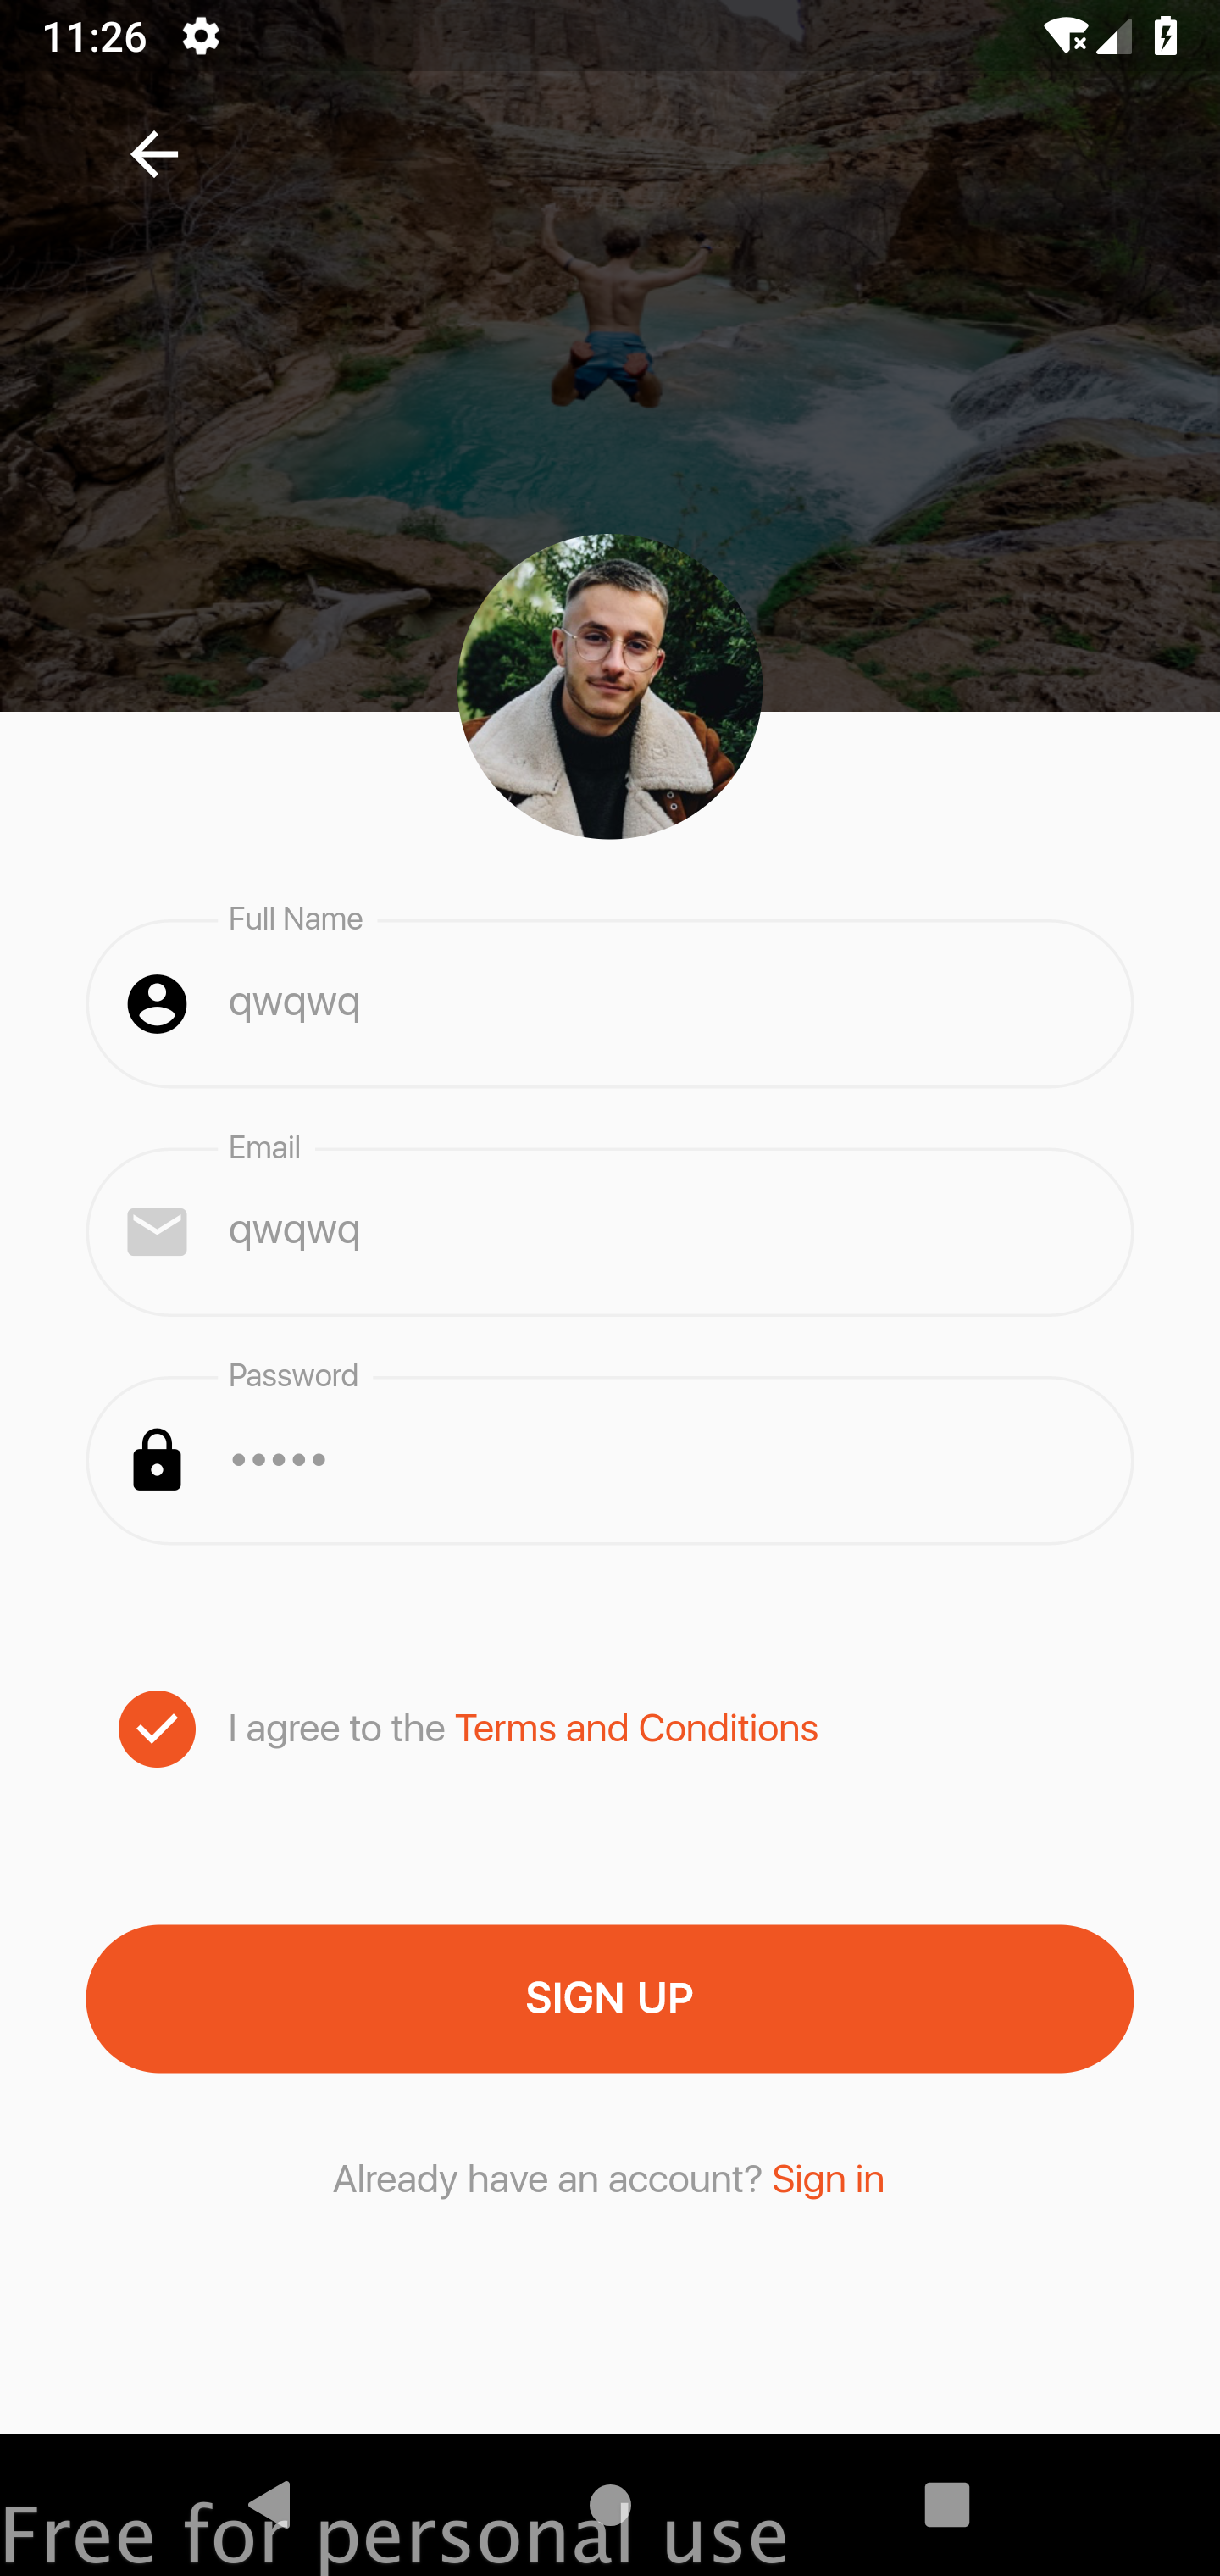 11:26
Full Name
qwqwq
Email
qwqwq
Password
•••••
I agree to the Terms and Conditions
SIGN UP
Already have an account? Sign in
Free for personal use